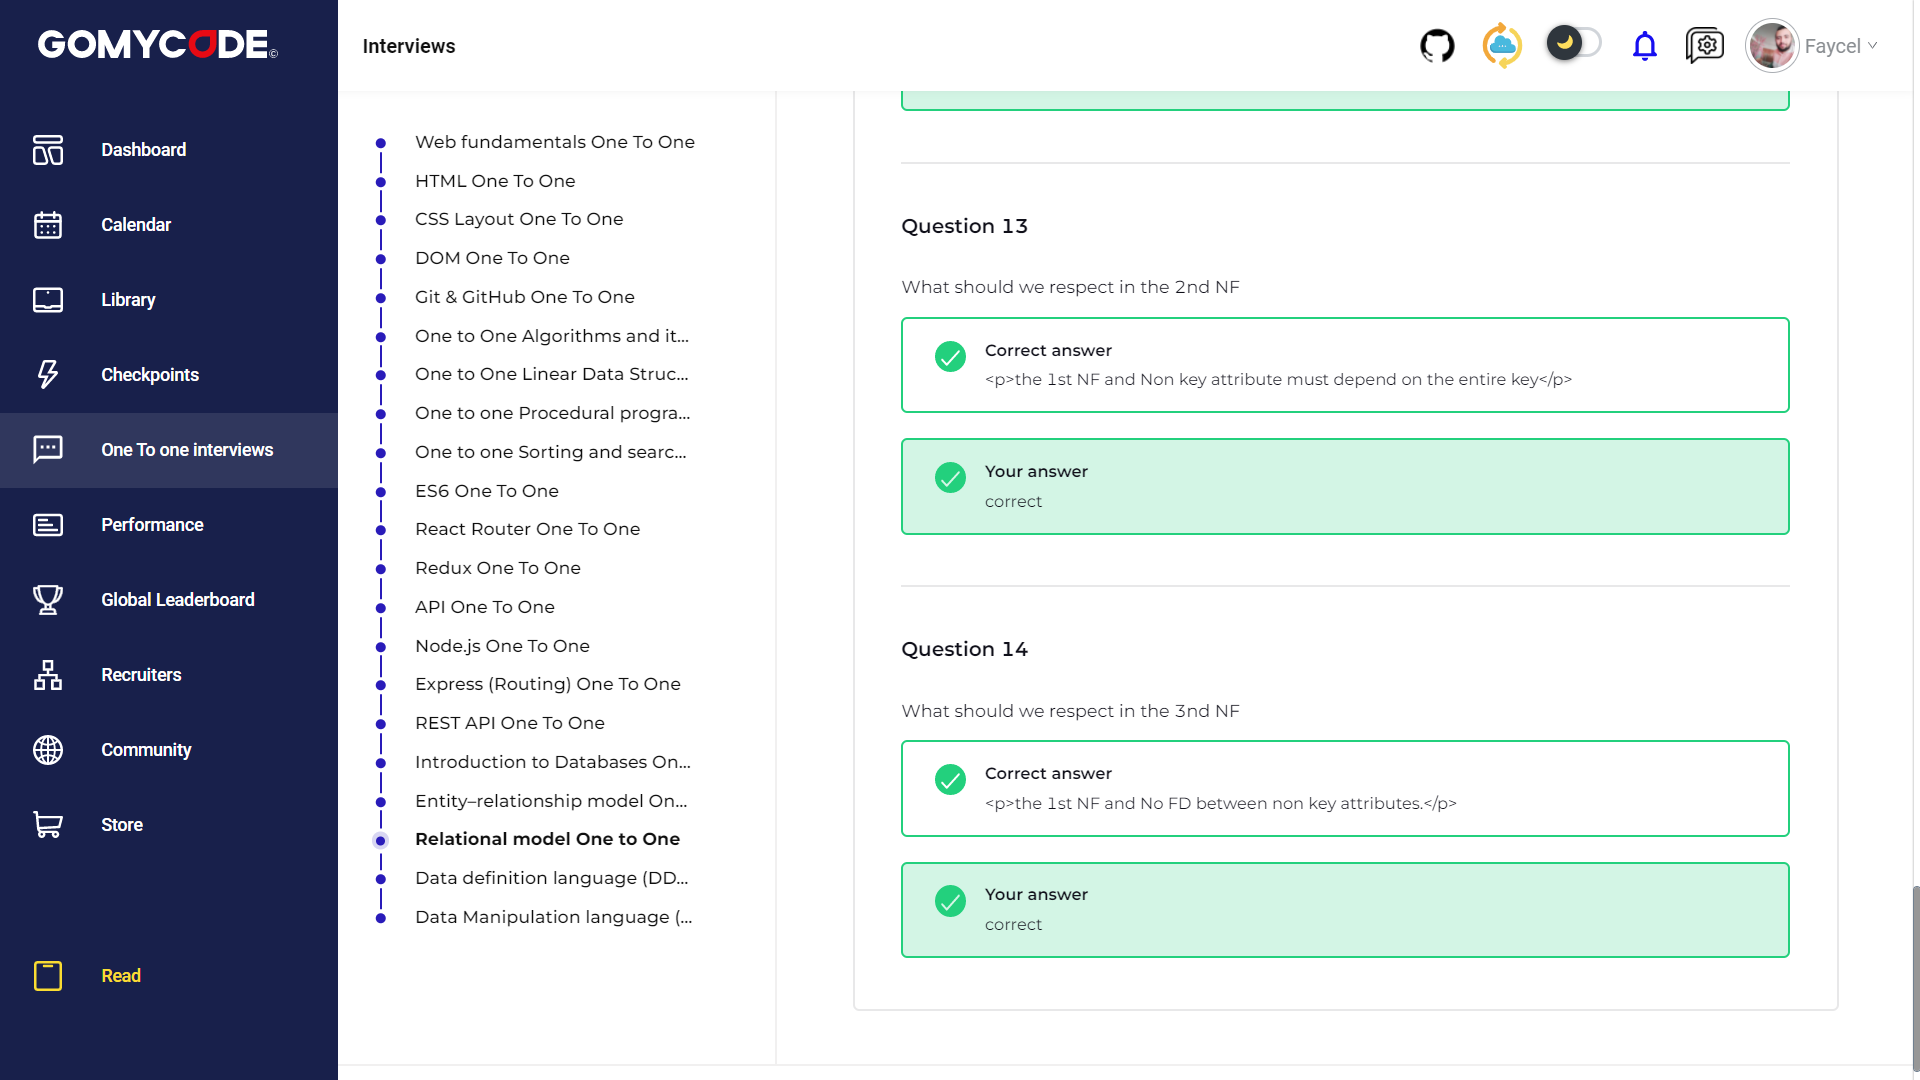 GOMYCODE©
Dashboard
Calendar
Library
Checkpoints
One To one interviews
Performance
Global Leaderboard
Recruiters
Community
Store
Read
Interviews
Faycel
Web fundamentals One To One
HTML One To One
CSS Layout One To One
DOM One To One
Git & GitHub One To One
One to One Algorithms and it...
One to One Linear Data Struc...
One to one Procedural progra...
One to one Sorting and searc...
ES6 One To One
React Router One To One
Redux One To One
API One To One
Node.js One To One
Express (Routing) One To One
REST API One To One
Introduction to Databases On...
Entity–relationship model On...
Relational model One to One
Data definition language (DD...
Data Manipulation language (...
Question 13
What should we respect in the 2nd NF
Correct answer
<p>the 1st NF and Non key attribute must depend on the entire key</p>
Your answer
correct
Question 14
What should we respect in the 3nd NF
Correct answer
<p>the 1st NF and No FD between non key attributes.</p>
Your answer
correct